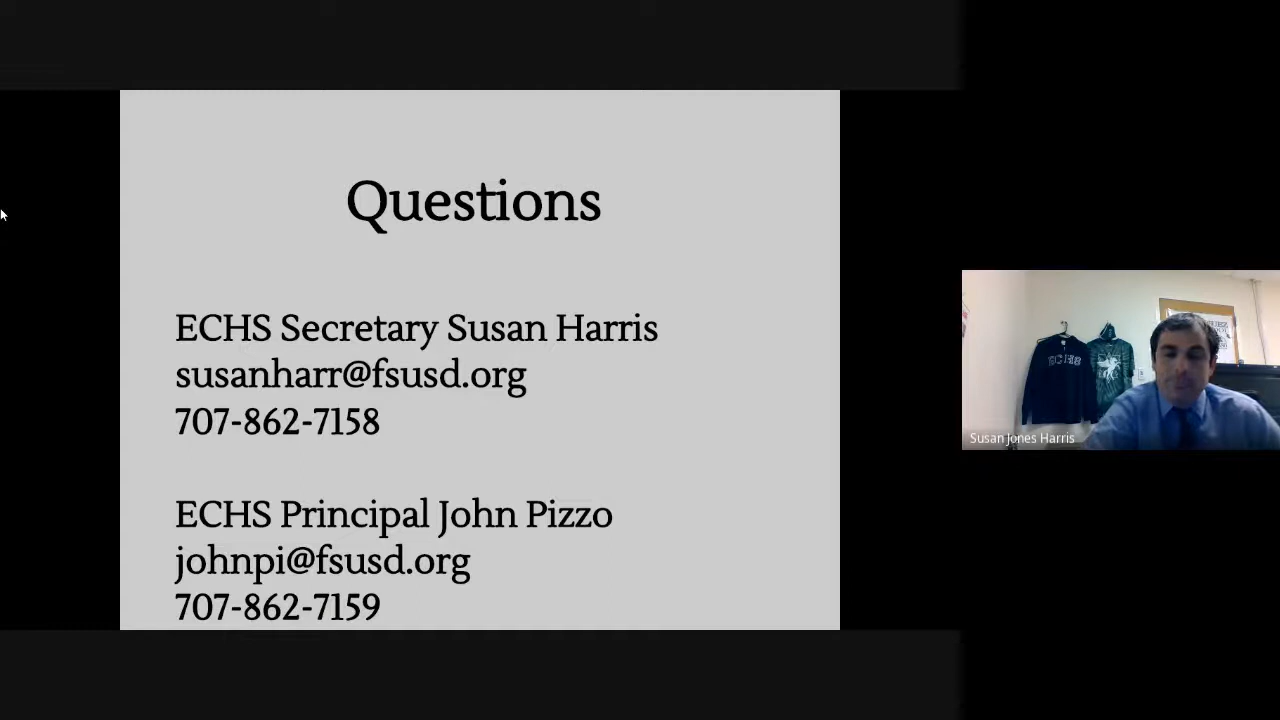 Questions
ECHS Secretary Susan Harris
susanharr@fsusd.org
707-862-7158
ECHS Principal John Pizzo
johnpi@fsusd.org
707-862-7159
ECHS
Susan Jones Harris